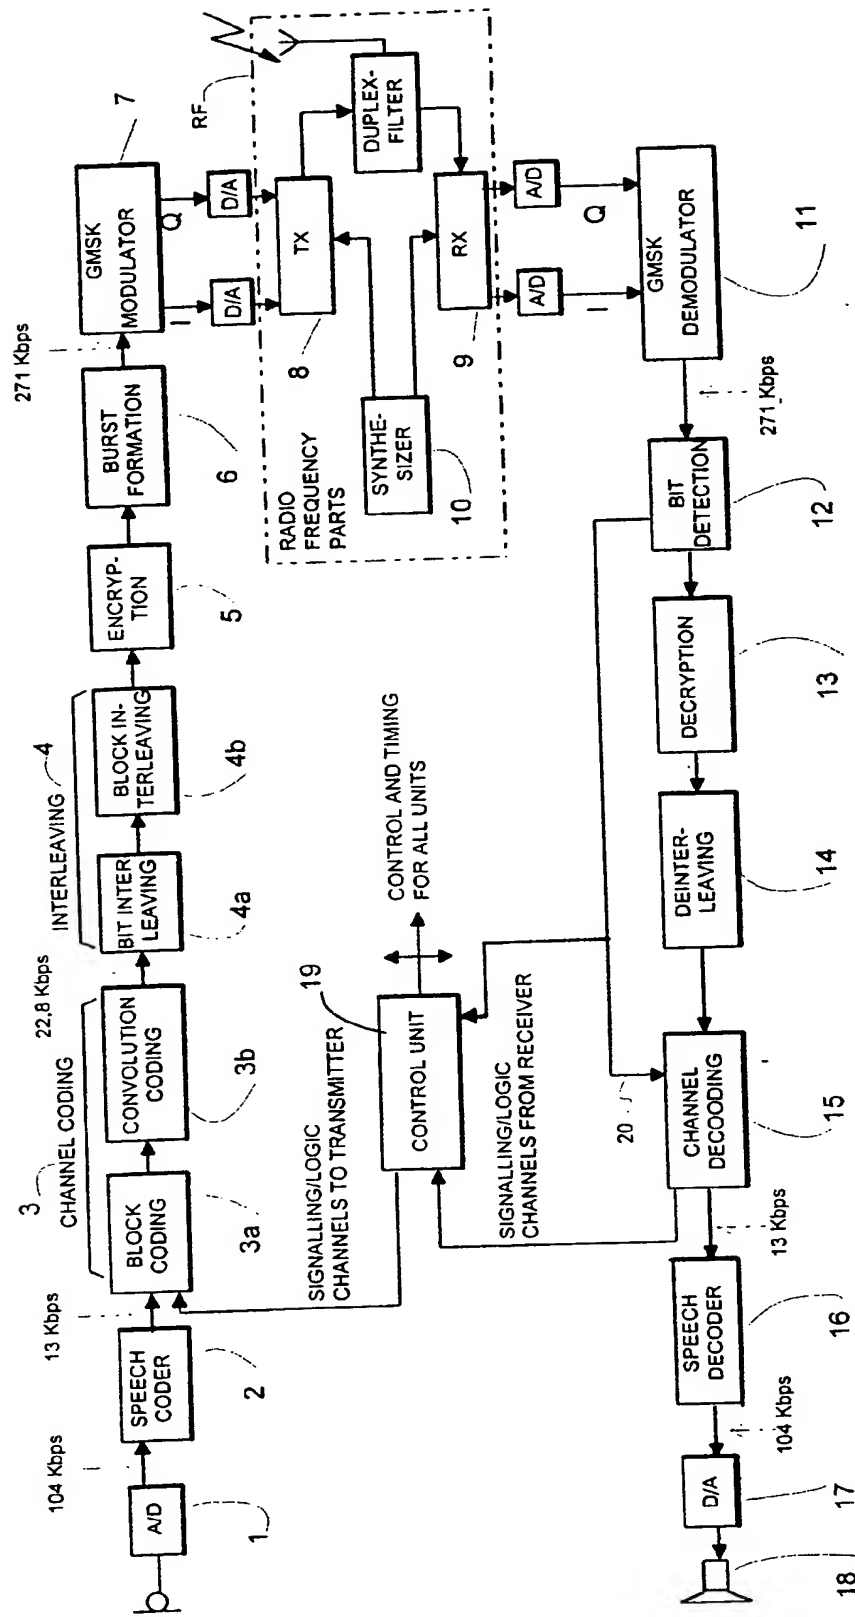 104 Kbps
A/D
1
SPEECH
CODER
2
13 Kbps
3
CHANNEL CODING
BLOCK
CODING
3a
CONVOLUTION
CODING
3b
22,8 Kbps
INTERLEAVING
4
BIT INTER
LEAVING
4a
BLOCK IN-
TERLEAVING
4b
ENCRYP-
TION
5
BURST
FORMATION
6
271 Kbps
GMSK
MODULATOR
7
I
Q
D/A
D/A
RF
TX
8
DUPLEX-
FILTER
RADIO
FREQUENCY
PARTS
SYNTHE-
SIZER
10
RX
9
A/D
A/D
I
Q
GMSK
DEMODULATOR
11
271 Kbps
BIT
DETECTION
12
DECRYPTION
13
DEINTER-
LEAVING
14
CHANNEL
DECOODING
15
20
SIGNALLING/LOGIC
CHANNELS TO TRANSMITTER
19
CONTROL UNIT
CONTROL AND TIMING
FOR ALL UNITS
SIGNALLING/LOGIC
CHANNELS FROM RECEIVER
13 Kbps
SPEECH
DECODER
16
104 Kbps
D/A
17
18